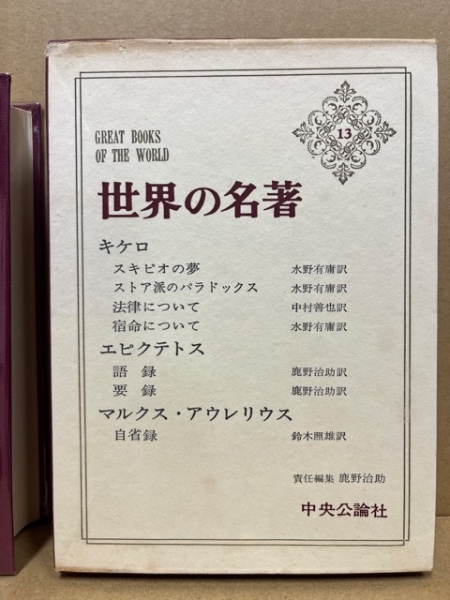 GREAT BOOKS
OF THE WORLD
13
世界の名著
キケロ
スキピオの夢 水野有庸訳
ストア派のパラドックス 水野有庸訳
法律について 中村善也訳
宿命について 水野有庸訳
エピクテトス
語録 鹿野治助訳
要録 鹿野治助訳
マルクス・アウレリウス
自省録 鈴木照雄訳
責任編集 鹿野治助
中央公論社